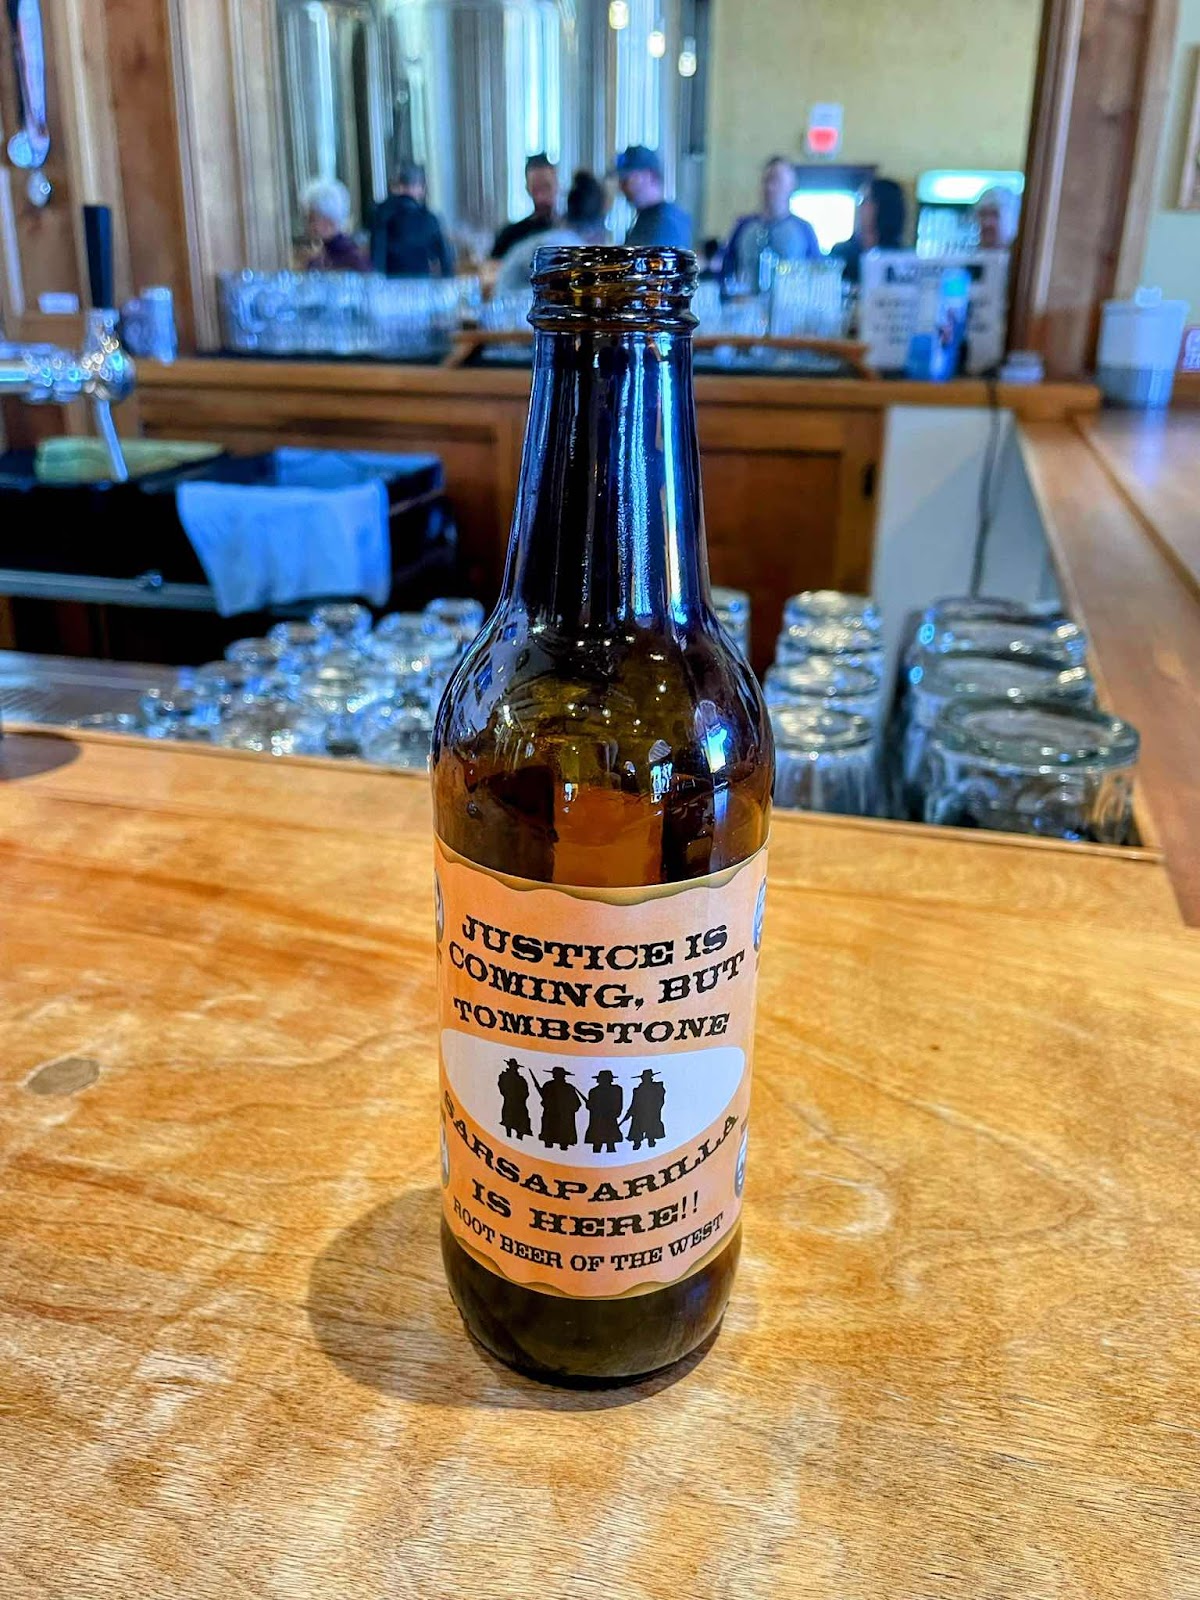 JUSTICE IS
COMING, BUT
TOMBSTONE
SARSAPARILLA
IS HERE!!
ROOT BEER OF THE WEST